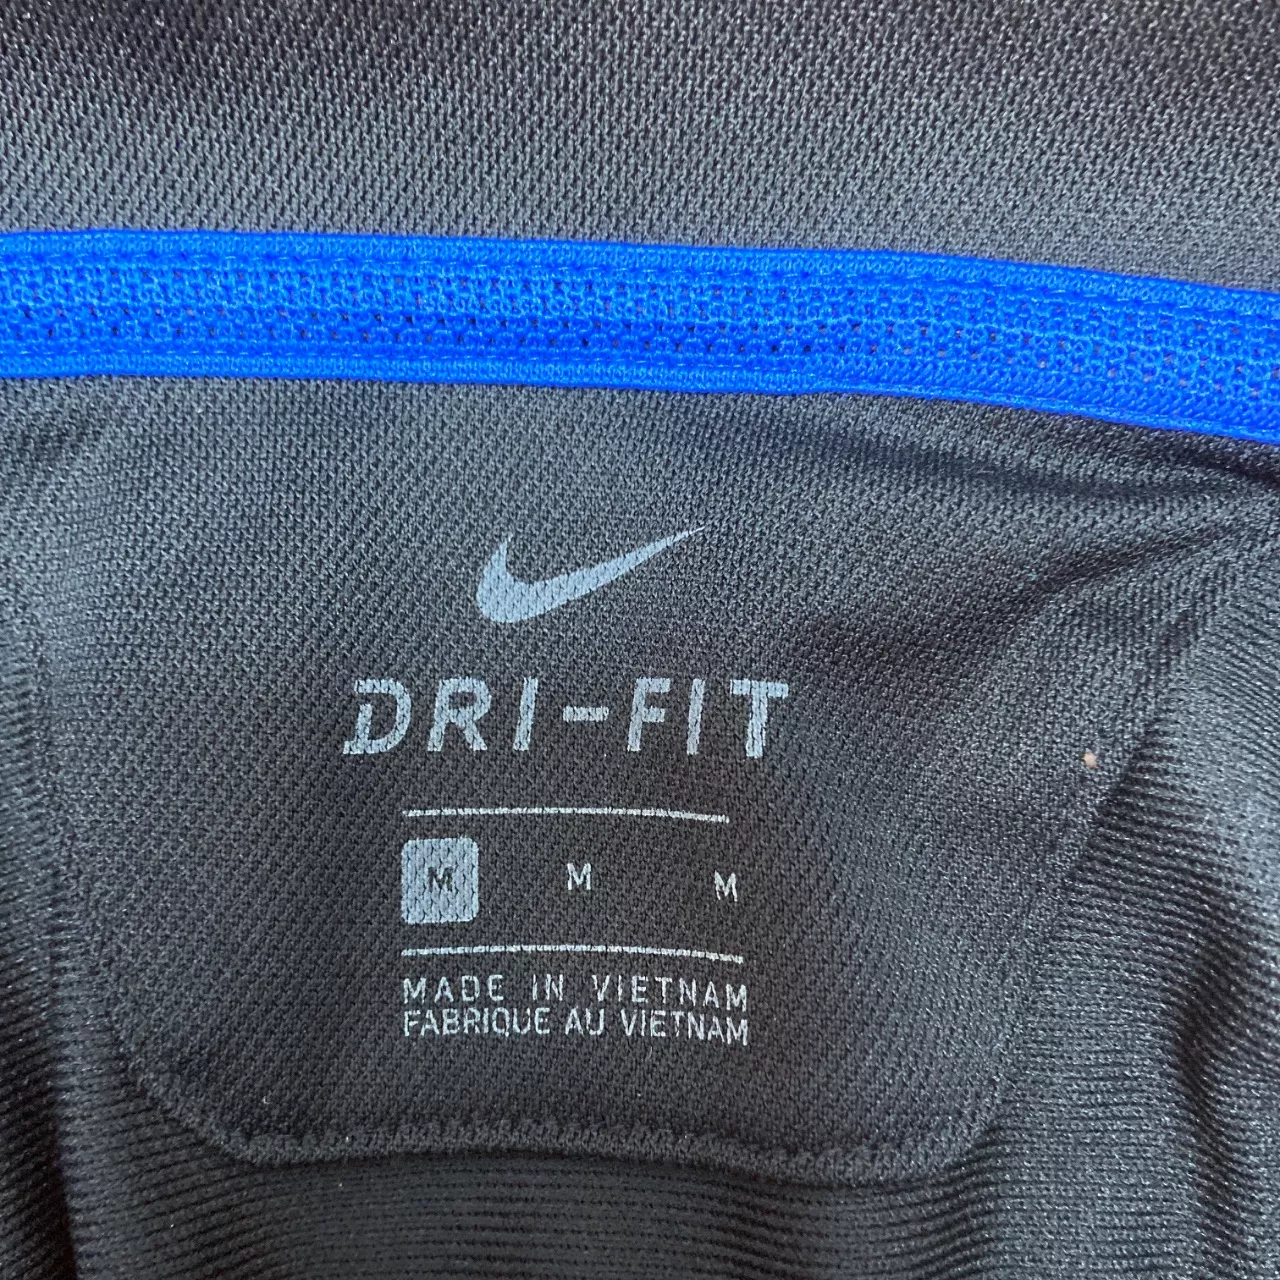 DRI-FIT
M M M
MADE IN VIETNAM
FABRIQUE AU VIETNAM